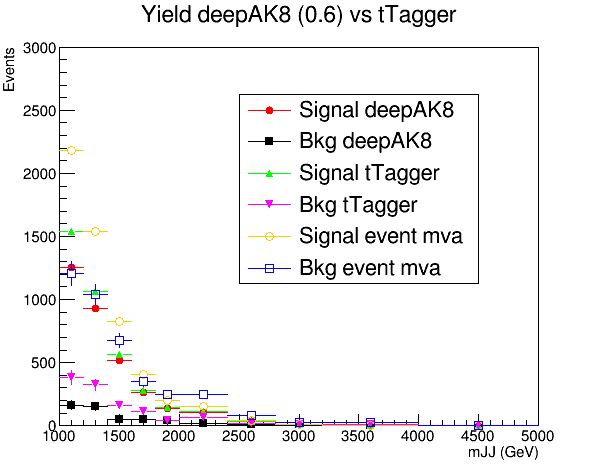 Yield deepAK8 (0.6) vs tTagger
Events
3000
2500
2000
1500
1000
500
0
Signal deepAK8
Bkg deepAK8
Signal tTagger
Bkg tTagger
Signal event mva
Bkg event mva
1000 1500 2000 2500 3000 3500 4000 4500 5000
mJJ (GeV)